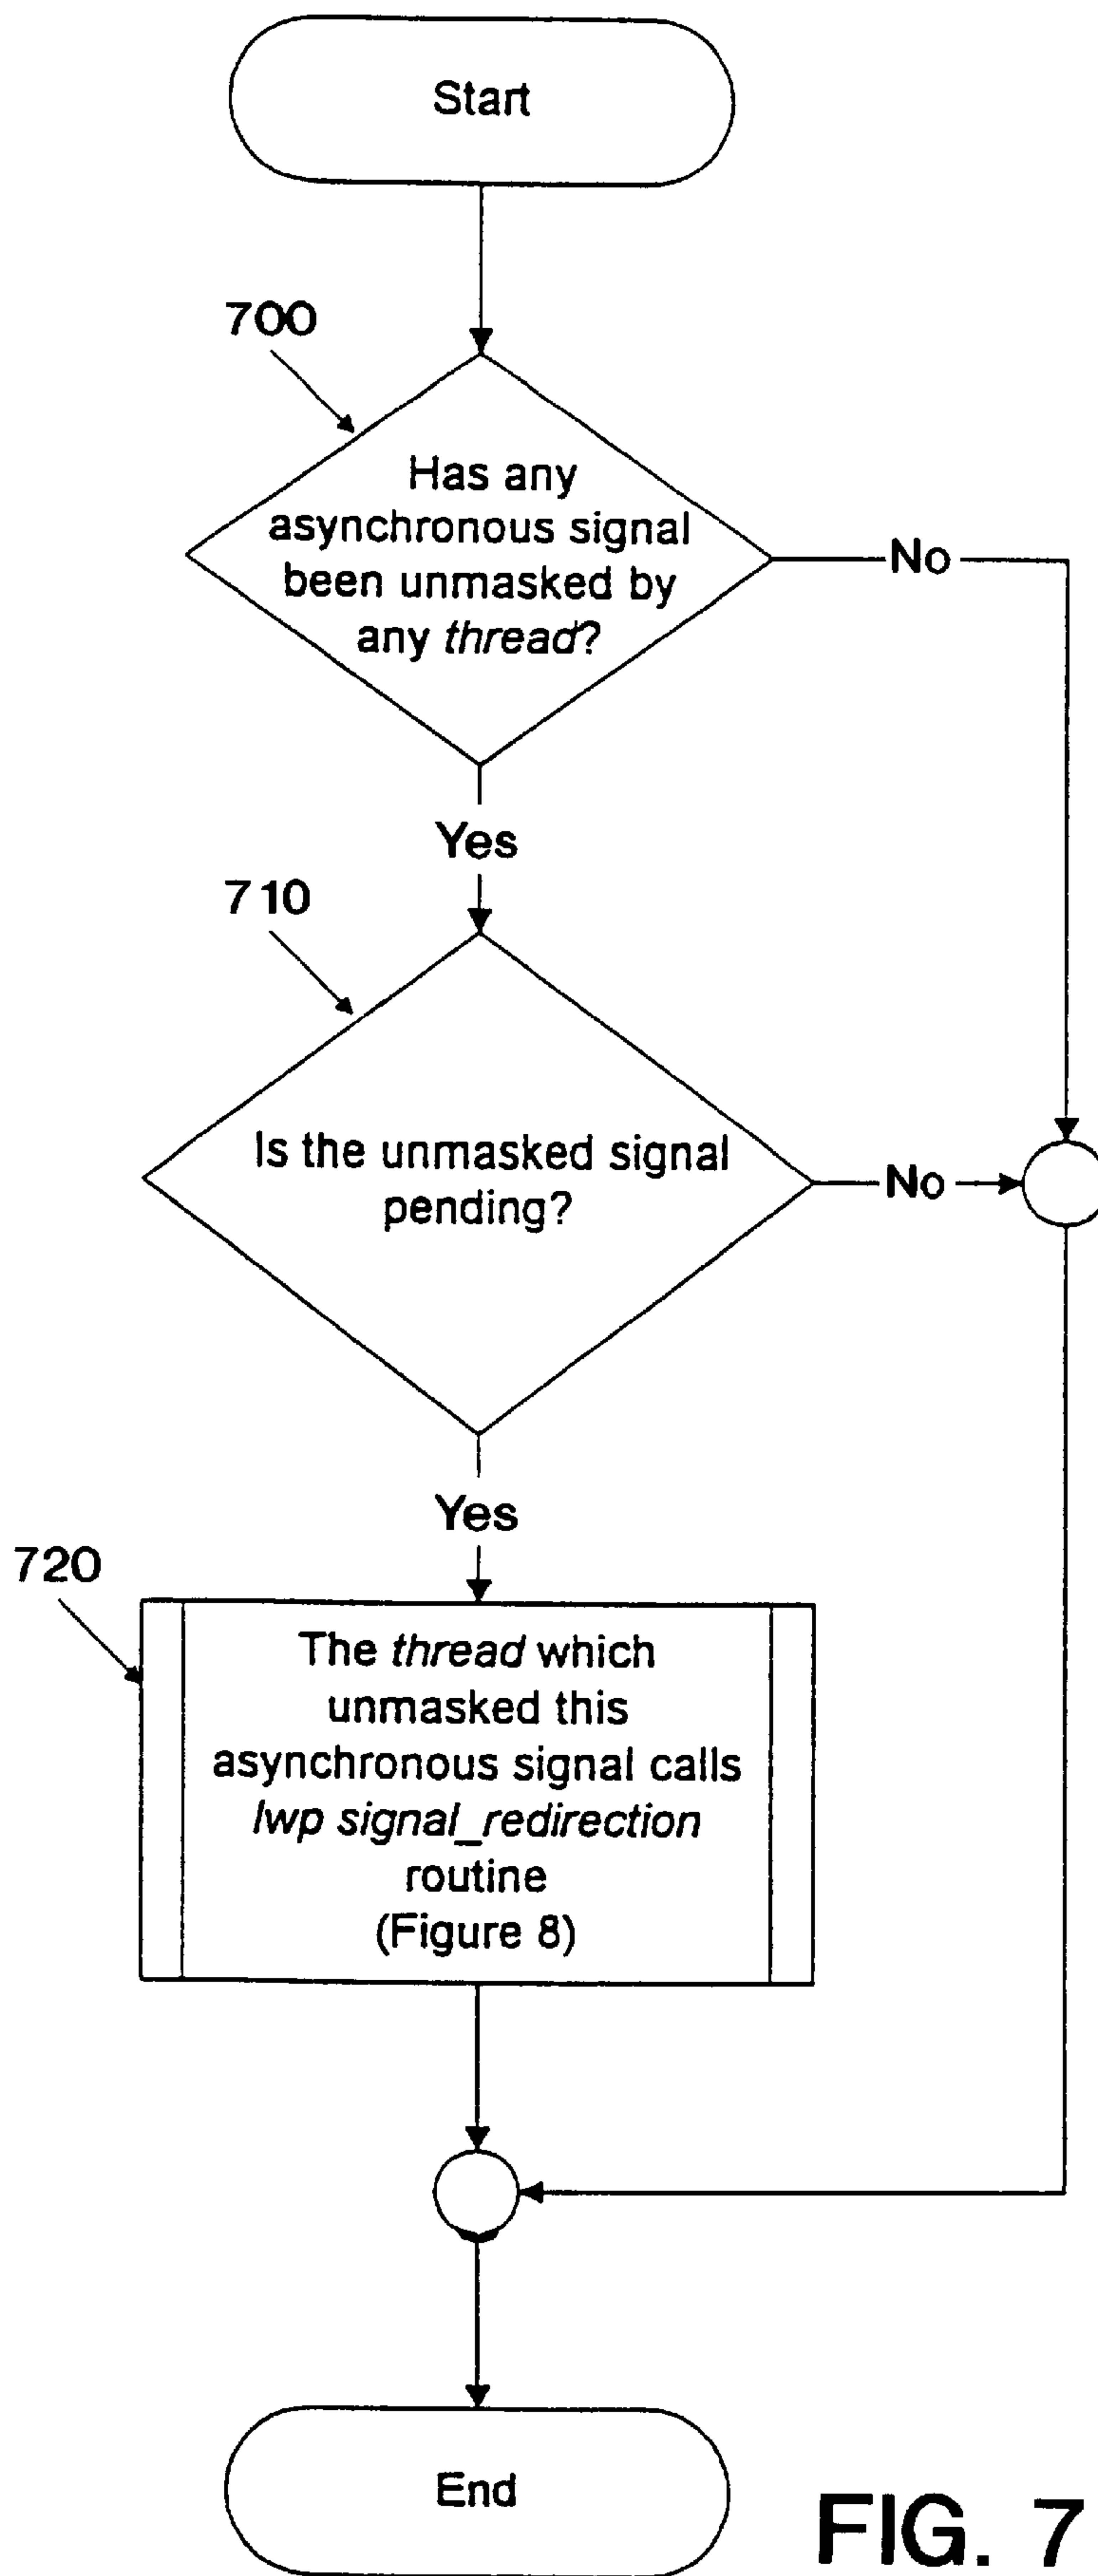 Start
700
Has any
asynchronous signal
been unmasked by
any thread?
No
Yes
710
Is the unmasked signal
pending?
No
Yes
720
The thread which
unmasked this
asynchronous signal calls
lwp signal_redirection
routine
(Figure 8)
End
FIG. 7